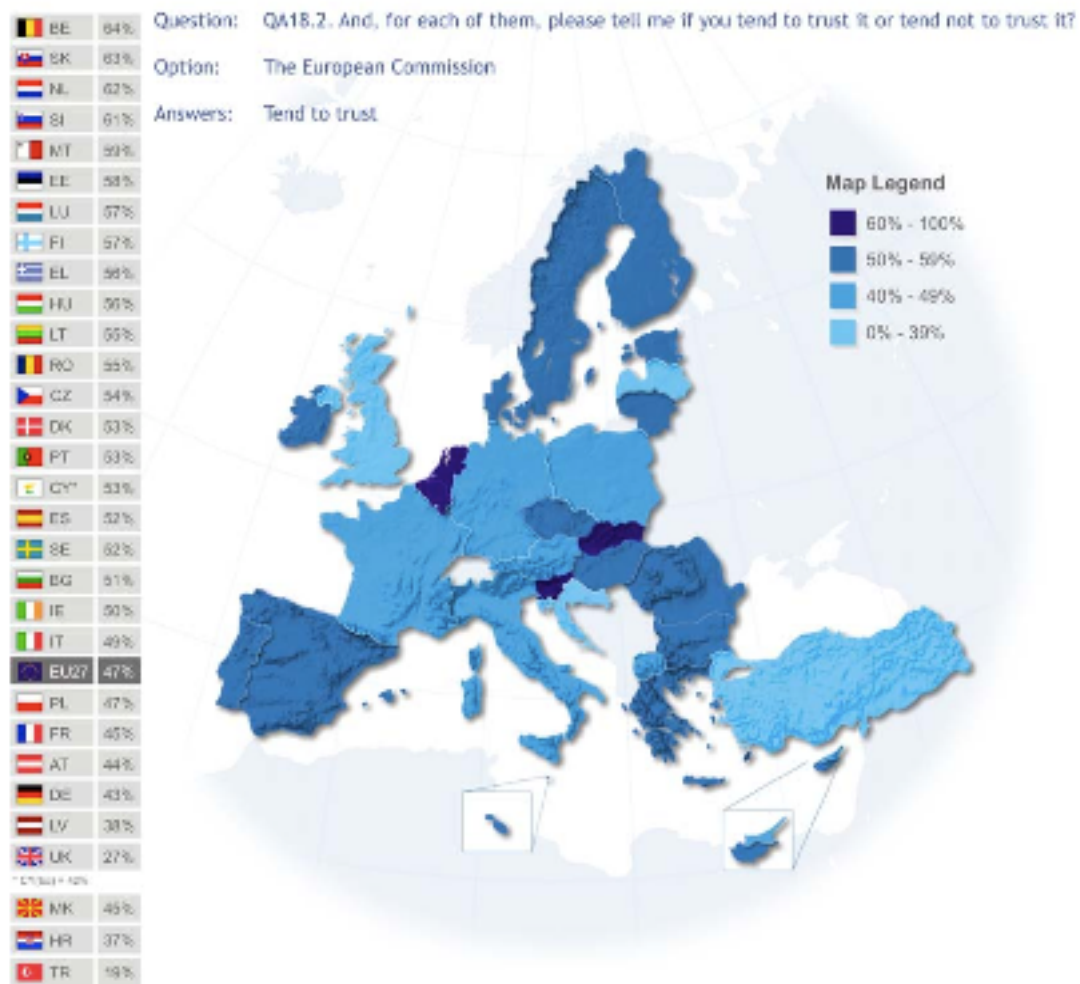 Question: QA18.2. And, for each of them, please tell me if you tend to trust it or tend not to trust it?
Option: The European Commission
Answers: Tend to trust
BE 64%
SK 63%
NL 62%
SI 61%
MT 59%
EE 58%
LU 57%
FI 57%
EL 56%
HU 56%
LT 55%
RO 55%
CZ 54%
DK 53%
PT 53%
CY* 53%
ES 52%
SE 52%
BG 51%
IE 50%
IT 49%
EU27 47%
PL 47%
FR 45%
AT 44%
DE 43%
LV 38%
UK 27%
MK 45%
HR 37%
TR 19%
Map Legend
60% - 100%
50% - 59%
40% - 49%
0% - 39%